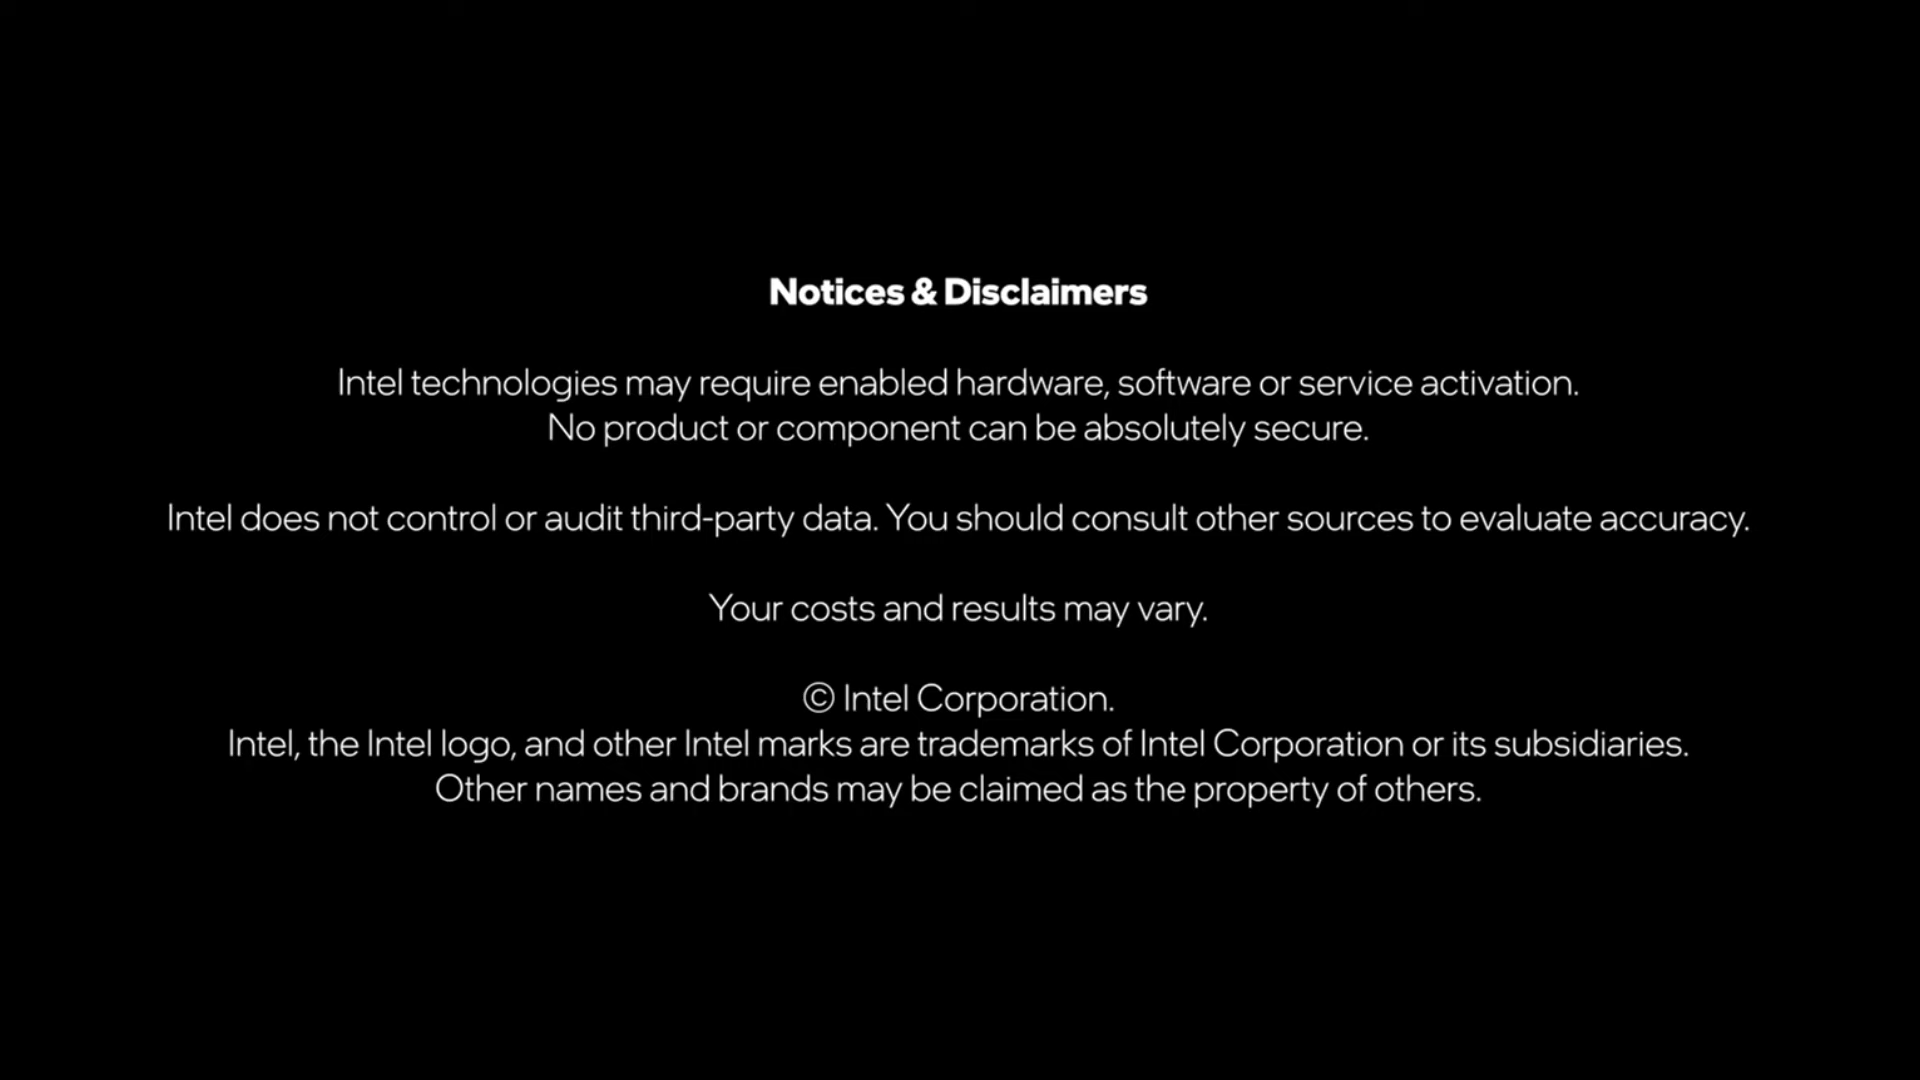 Notices & Disclaimers
Intel technologies may require enabled hardware, software or service activation.
No product or component can be absolutely secure.
Intel does not control or audit third-party data. You should consult other sources to evaluate accuracy.
Your costs and results may vary.
© Intel Corporation.
Intel, the Intel logo, and other Intel marks are trademarks of Intel Corporation or its subsidiaries.
Other names and brands may be claimed as the property of others.